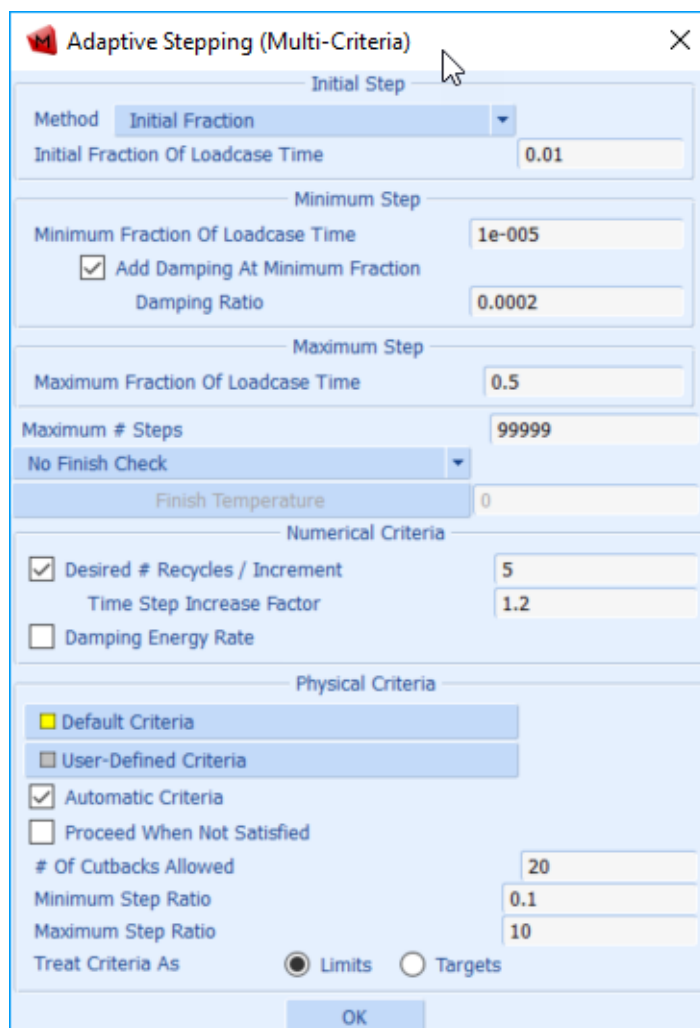 Adaptive Stepping (Multi-Criteria)
Initial Step
Method Initial Fraction
Initial Fraction Of Loadcase Time 0.01
Minimum Step
Minimum Fraction Of Loadcase Time 1e-005
Add Damping At Minimum Fraction
Damping Ratio 0.0002
Maximum Step
Maximum Fraction Of Loadcase Time 0.5
Maximum # Steps 99999
No Finish Check
Finish Temperature 0
Numerical Criteria
Desired # Recycles / Increment 5
Time Step Increase Factor 1.2
Damping Energy Rate
Physical Criteria
Default Criteria
User-Defined Criteria
Automatic Criteria
Proceed When Not Satisfied
# Of Cutbacks Allowed 20
Minimum Step Ratio 0.1
Maximum Step Ratio 10
Treat Criteria As Limits Targets
OK